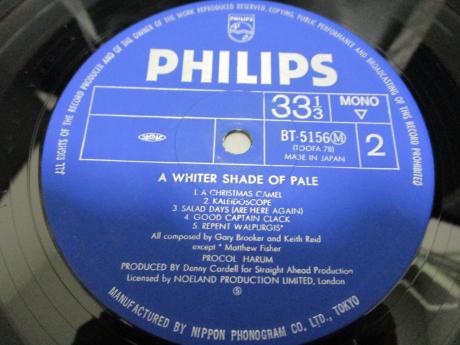 ALL RIGHTS OF THE RECORD PRODUCER AND OF THE OWNER OF THE WORK REPRODUCED RESERVED. COPYING, PUBLIC PERFORMANCE AND BROADCASTING OF THIS RECORD PROHIBITED
PHILIPS
PHILIPS
33 1/3
MONO
BT-5156 Ⓜ
(TOOFA 78)
MADE IN JAPAN
2
A WHITER SHADE OF PALE
1. A CHRISTMAS CAMEL
2. KALEIDOSCOPE
3. SALAD DAYS (ARE HERE AGAIN)
4. GOOD CAPTAIN CLACK
5. REPENT WALPURGIS*
All composed by Gary Brooker and Keith Reid
except * Matthew Fisher
PROCOL HARUM
PRODUCED BY Denny Cordell for Straight Ahead Production
Licensed by NOELAND PRODUCTION LIMITED, London
Ⓢ
MANUFACTURED BY NIPPON PHONOGRAM CO., LTD., TOKYO